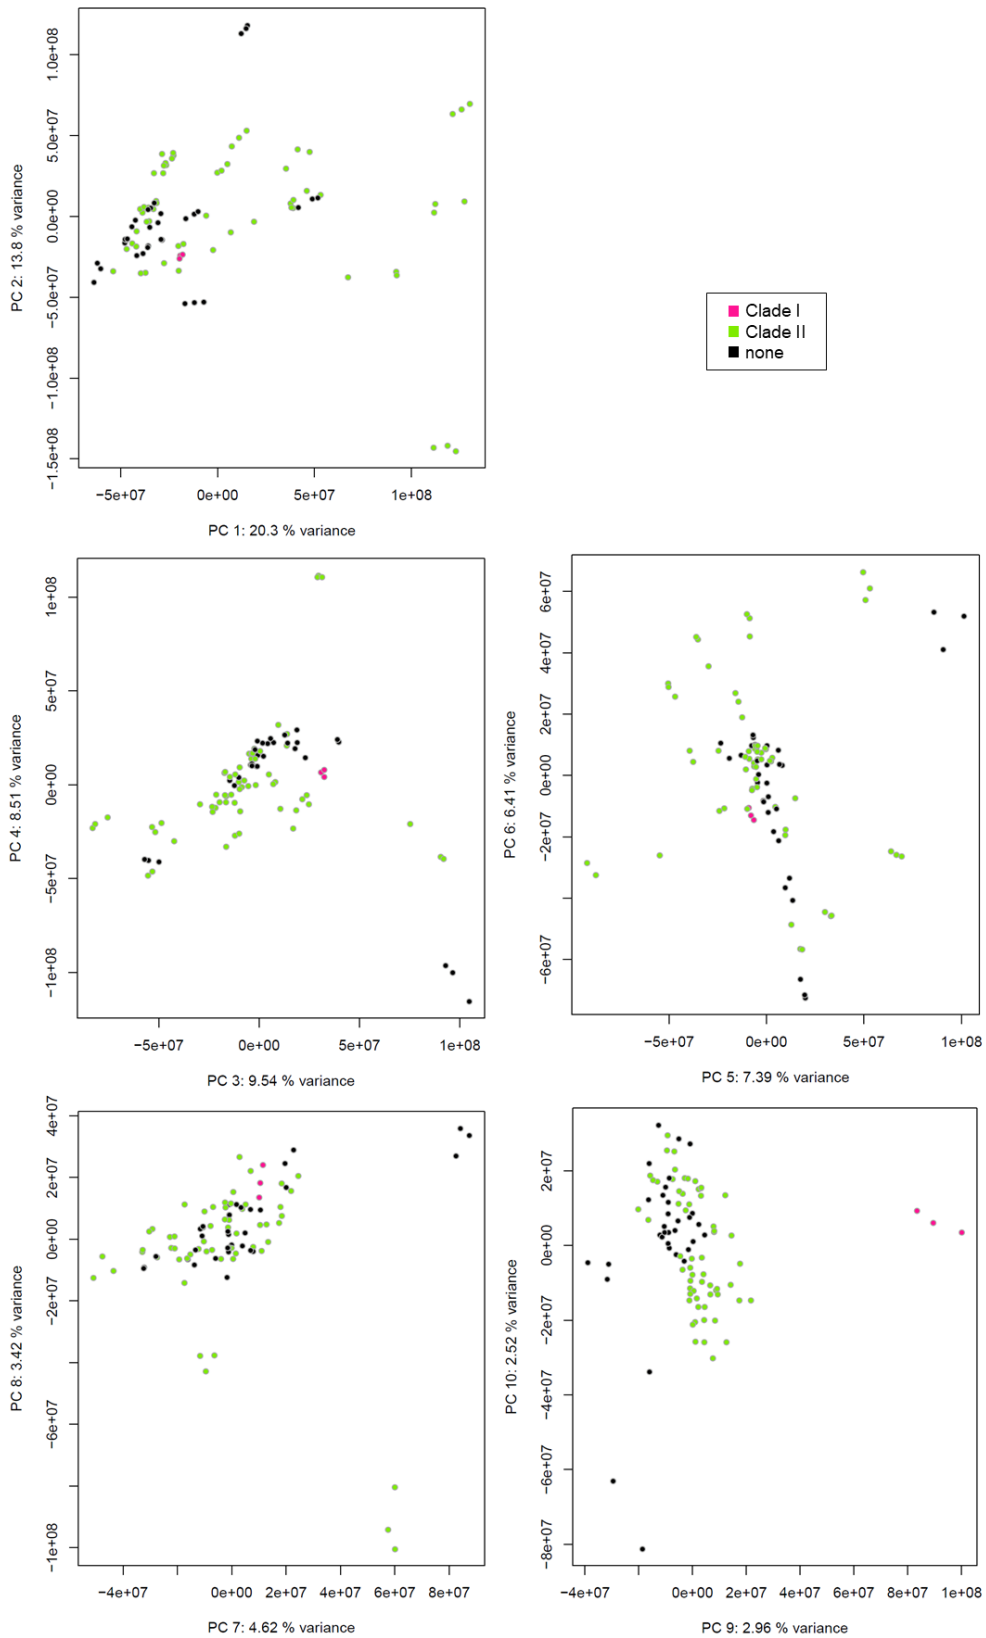 1.0e+08
5.0e+07
0.0e+00
−5.0e+07
−1.0e+08
−1.5e+08
PC 2: 13.8 % variance
−5e+07 0e+00 5e+07 1e+08
PC 1: 20.3 % variance
Clade I
Clade II
none
1e+08
5e+07
0e+00
−5e+07
−1e+08
PC 4: 8.51 % variance
−5e+07 0e+00 5e+07 1e+08
PC 3: 9.54 % variance
6e+07
4e+07
2e+07
0e+00
−2e+07
−6e+07
PC 6: 6.41 % variance
−5e+07 0e+00 5e+07 1e+08
PC 5: 7.39 % variance
4e+07
2e+07
0e+00
−2e+07
−6e+07
−1e+08
PC 8: 3.42 % variance
−4e+07 0e+00 2e+07 4e+07 6e+07 8e+07
PC 7: 4.62 % variance
2e+07
0e+00
−2e+07
−4e+07
−6e+07
−8e+07
PC 10: 2.52 % variance
−4e+07 0e+00 2e+07 4e+07 6e+07 8e+07 1e+08
PC 9: 2.96 % variance